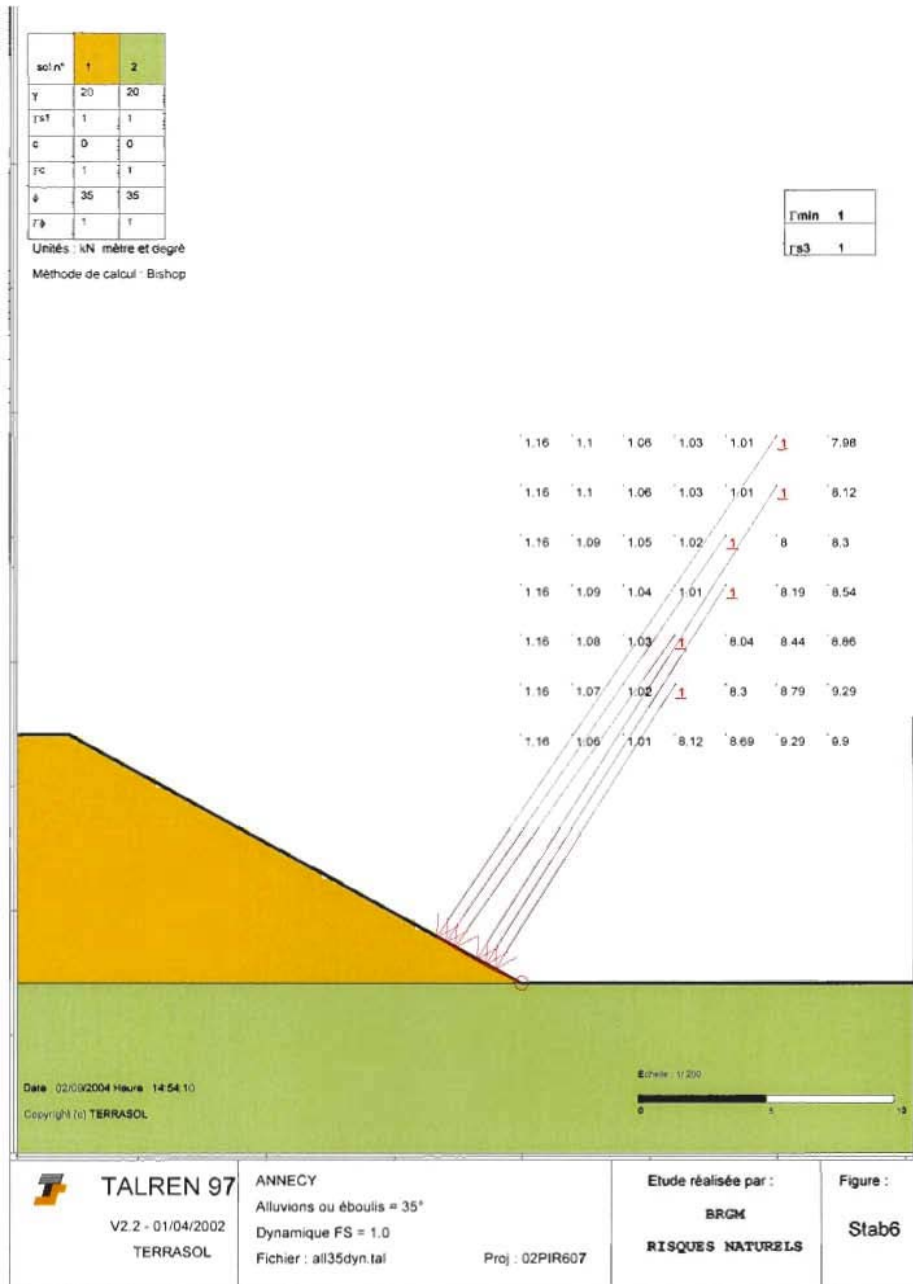 sol n° 1 2
γ 20 20
Γs1 1 1
c 0 0
Γc 1 1
φ 35 35
Γφ 1 1
Unités : kN mètre et degré
Méthode de calcul : Bishop
Γmin 1
Γs3 1
1.16 1.1 1.06 1.03 1.01 1 7.98
1.16 1.1 1.06 1.03 1.01 1 8.12
1.16 1.09 1.05 1.02 1 8 8.3
1.16 1.09 1.04 1.01 1 8.19 8.54
1.16 1.08 1.03 1 8.04 8.44 8.86
1.16 1.07 1.02 1 8.3 8.79 9.29
1.16 1.06 1.01 8.12 8.69 9.29 9.9
Date : 02/09/2004 Heure : 14:54:10
Copyright (c) TERRASOL
Echelle : 1/200
0 5 10
TALREN 97
V2.2 - 01/04/2002
TERRASOL
ANNECY
Alluvions ou éboulis = 35°
Dynamique FS = 1.0
Fichier : all35dyn.tal Proj : 02PIR607
Etude réalisée par :
BRGM
RISQUES NATURELS
Figure :
Stab6